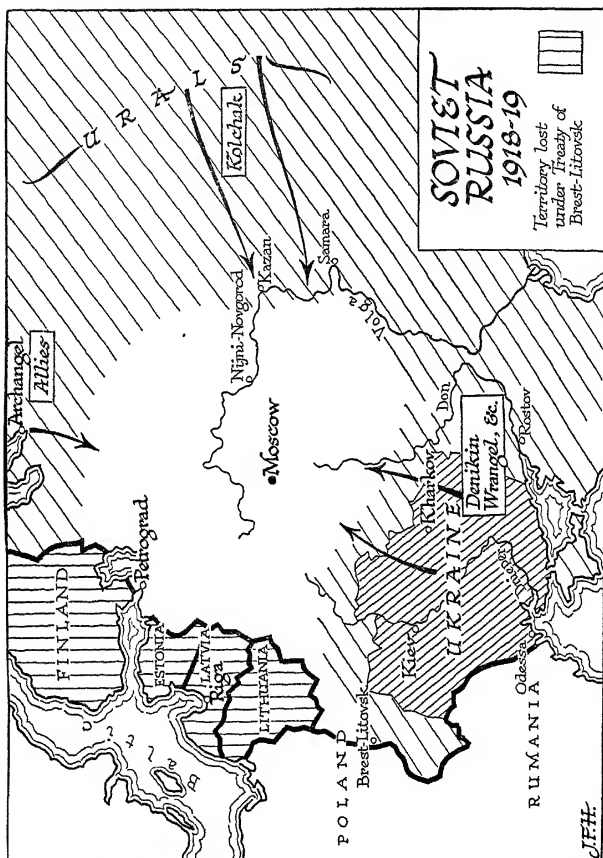 SOVIET
RUSSIA
1918-19
Territory lost
under Treaty of
Brest-Litovsk
URALS
Kolchak
Archangel
Allies
Nijni-Novgorod
Kazan
Samara
Volga
Moscow
Petrograd
FINLAND
Baltic
ESTONIA
LATVIA
Riga
LITHUANIA
POLAND
Brest-Litovsk
Kiev
UKRAINE
Kharkov
Dnieper
Don
Denikin
Wrangel, &c.
Rostov
Odessa
RUMANIA
J.F.H.